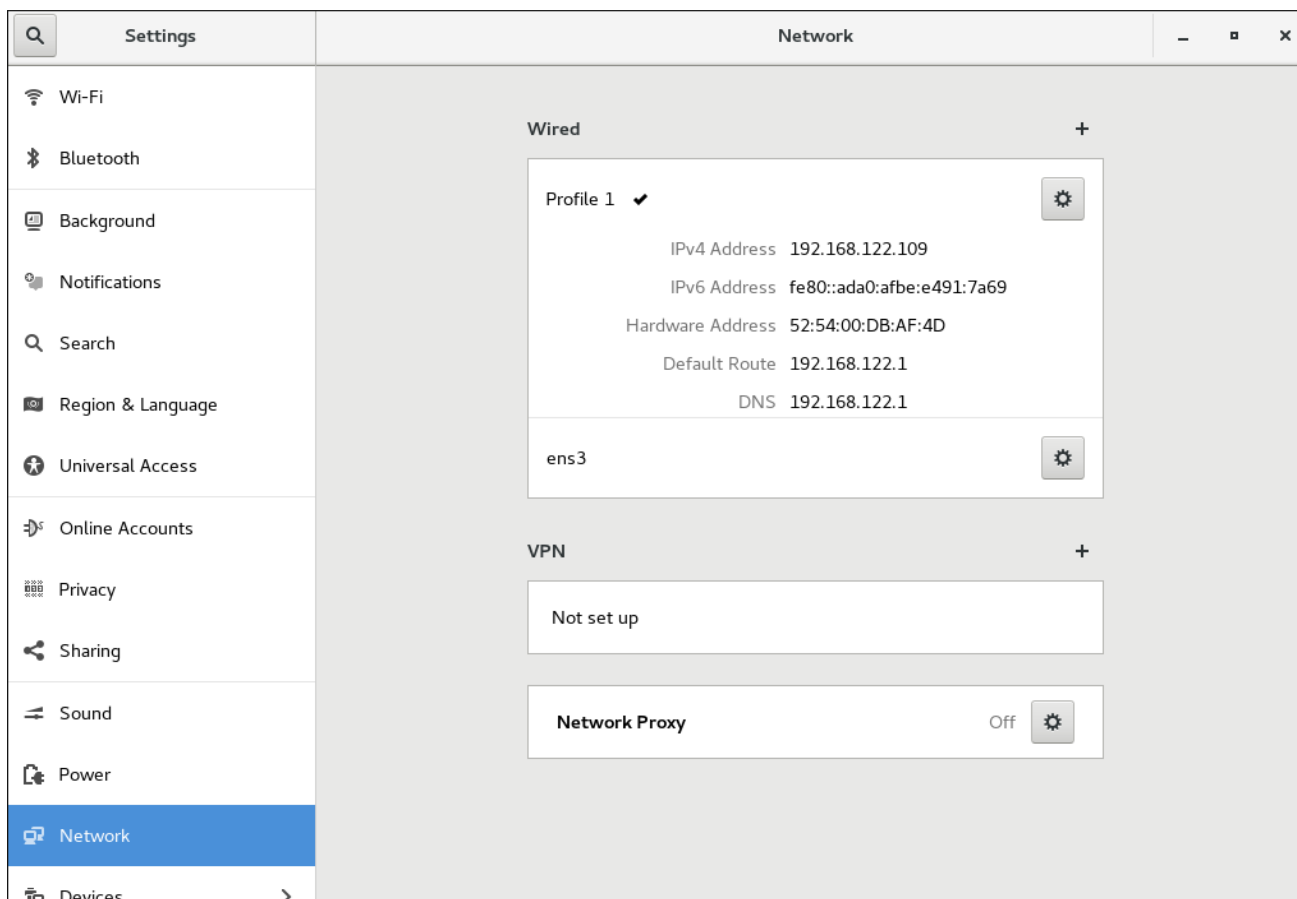 Settings
Network
Wi-Fi
Bluetooth
Background
Notifications
Search
Region & Language
Universal Access
Online Accounts
Privacy
Sharing
Sound
Power
Network
Devices
Wired
Profile 1
IPv4 Address 192.168.122.109
IPv6 Address fe80::ada0:afbe:e491:7a69
Hardware Address 52:54:00:DB:AF:4D
Default Route 192.168.122.1
DNS 192.168.122.1
ens3
VPN
Not set up
Network Proxy Off